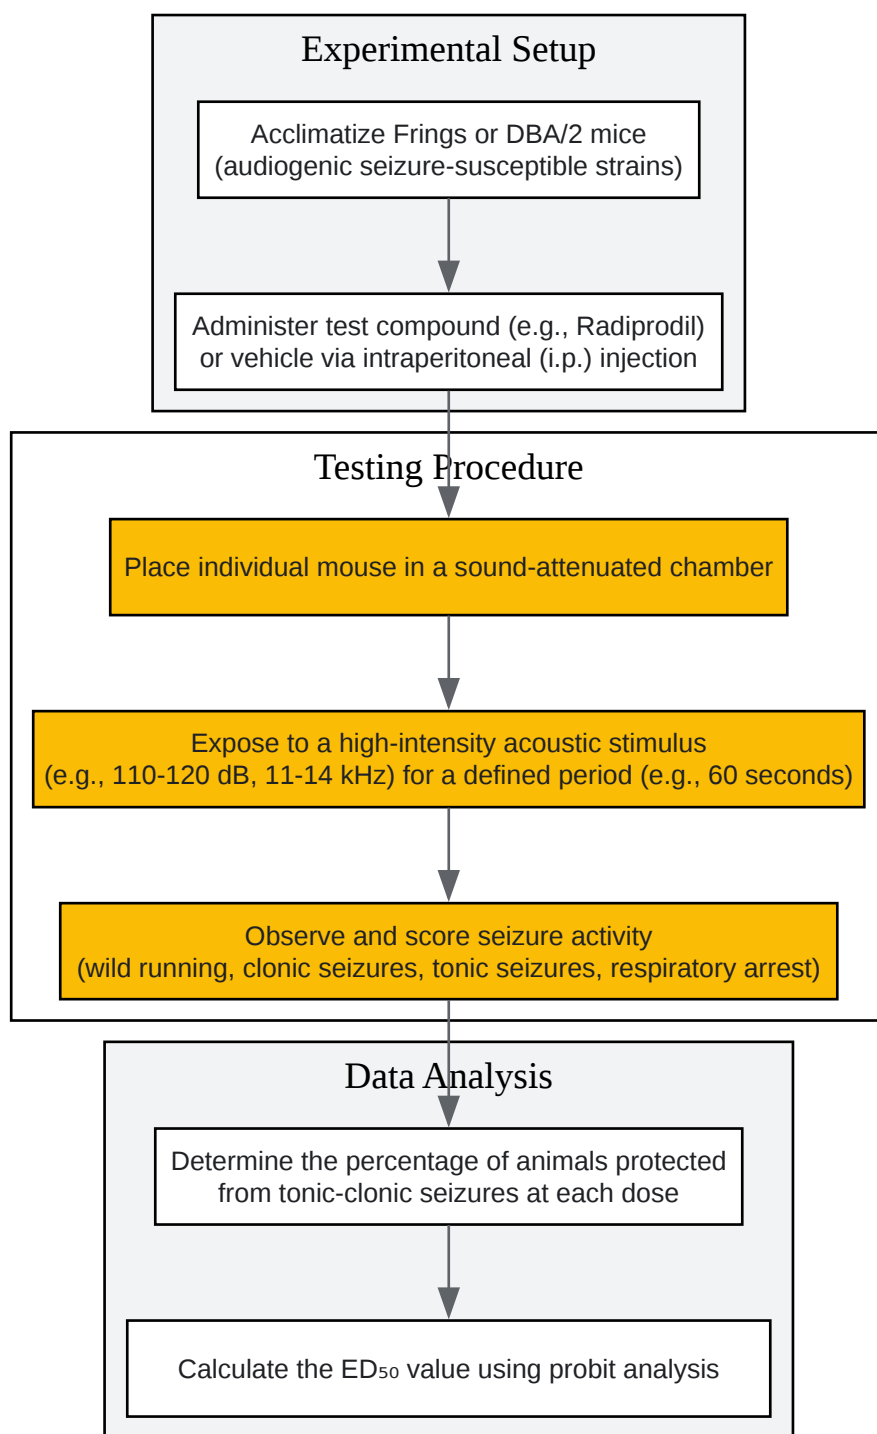 Experimental Setup
Acclimatize Frings or DBA/2 mice
(audiogenic seizure-susceptible strains)
Administer test compound (e.g., Radiprodil)
or vehicle via intraperitoneal (i.p.) injection
Testing Procedure
Place individual mouse in a sound-attenuated chamber
Expose to a high-intensity acoustic stimulus
(e.g., 110-120 dB, 11-14 kHz) for a defined period (e.g., 60 seconds)
Observe and score seizure activity
(wild running, clonic seizures, tonic seizures, respiratory arrest)
Data Analysis
Determine the percentage of animals protected
from tonic-clonic seizures at each dose
Calculate the ED₅₀ value using probit analysis